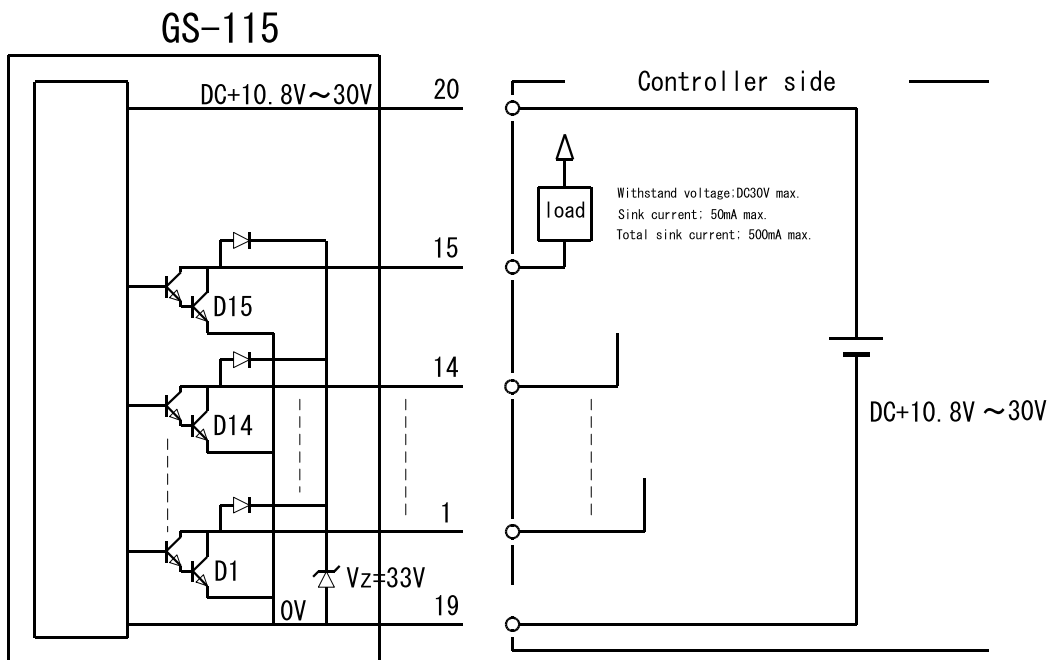 GS-115
DC+10.8V～30V
20
Controller side
load
Withstand voltage;DC30V max.
Sink current; 50mA max.
Total sink current; 500mA max.
15
D15
14
D14
DC+10.8V ～30V
1
D1
Vz=33V
0V
19